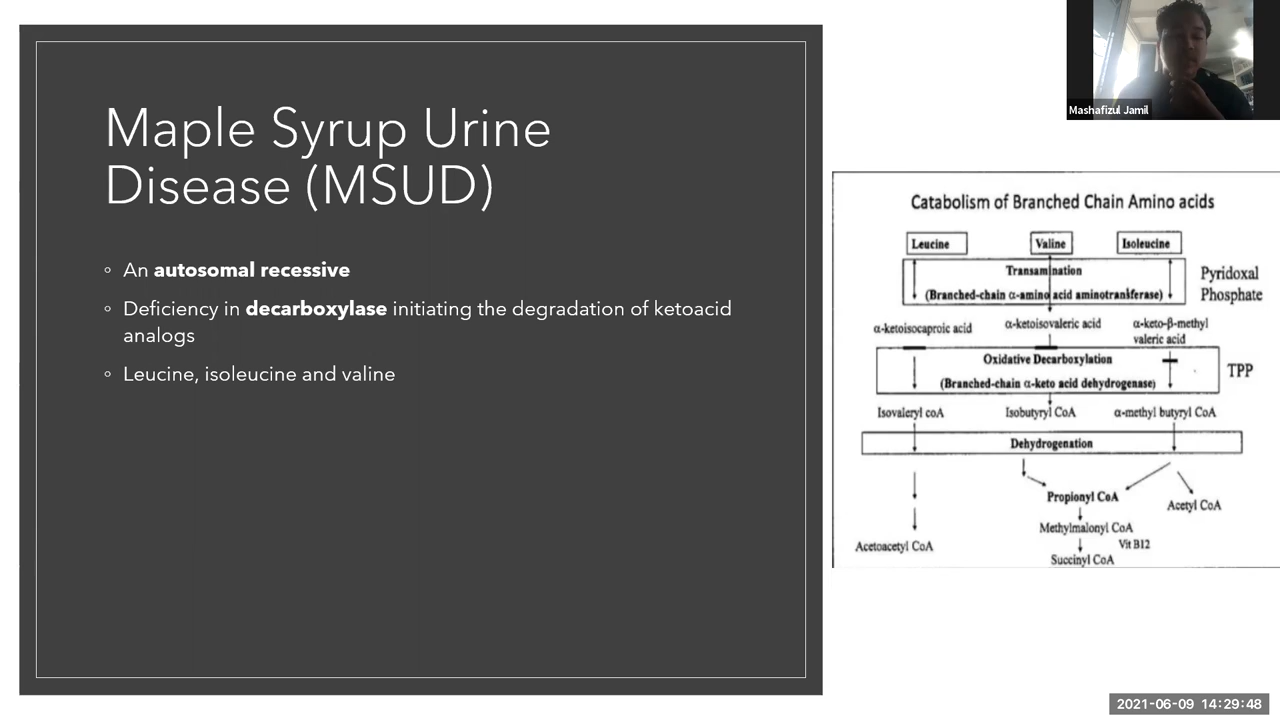 Maple Syrup Urine
Disease (MSUD)
An autosomal recessive
Deficiency in decarboxylase initiating the degradation of ketoacid
analogs
Leucine, isoleucine and valine
Mashafizul Jamil
Catabolism of Branched Chain Amino acids
Leucine Valine Isoleucine
Transamination
(Branched-chain α-amino acid aminotransferase)
Pyridoxal
Phosphate
α-ketoisocaproic acid α-ketoisovaleric acid α-keto-β-methyl
valeric acid
Oxidative Decarboxylation
(Branched-chain α-keto acid dehydrogenase)
TPP
Isovaleryl coA Isobutyryl CoA α-methyl butyryl CoA
Dehydrogenation
Propionyl CoA
Acetyl CoA
Methylmalonyl CoA
Vit B12
Acetoacetyl CoA
Succinyl CoA
2021-06-09 14:29:48